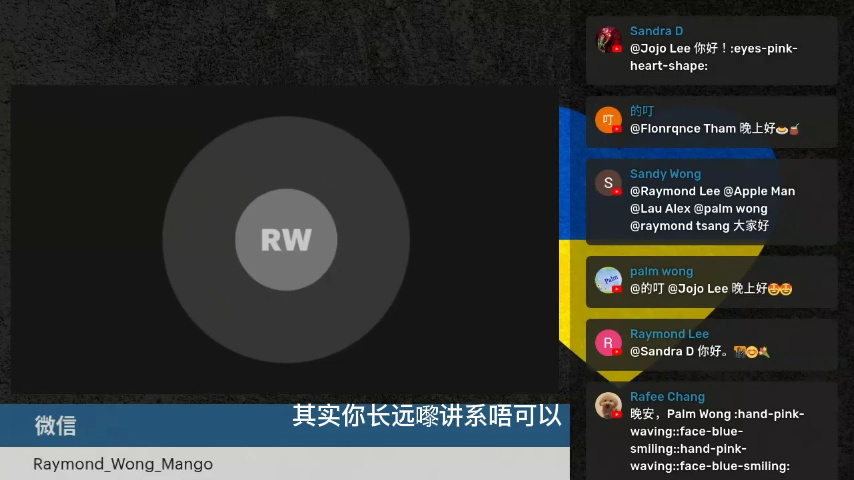 RW
微信
其实你长远嚟讲系唔可以
Raymond_Wong_Mango
Sandra D
@Jojo Lee 你好！:eyes-pink-
heart-shape:
叮
的叮
@Flonrqnce Tham 晚上好
S
Sandy Wong
@Raymond Lee @Apple Man
@Lau Alex @palm wong
@raymond tsang 大家好
Palm
palm wong
@的叮 @Jojo Lee 晚上好
R
Raymond Lee
@Sandra D 你好。
Rafee Chang
晚安，Palm Wong :hand-pink-
waving::face-blue-
smiling::hand-pink-
waving::face-blue-smiling: